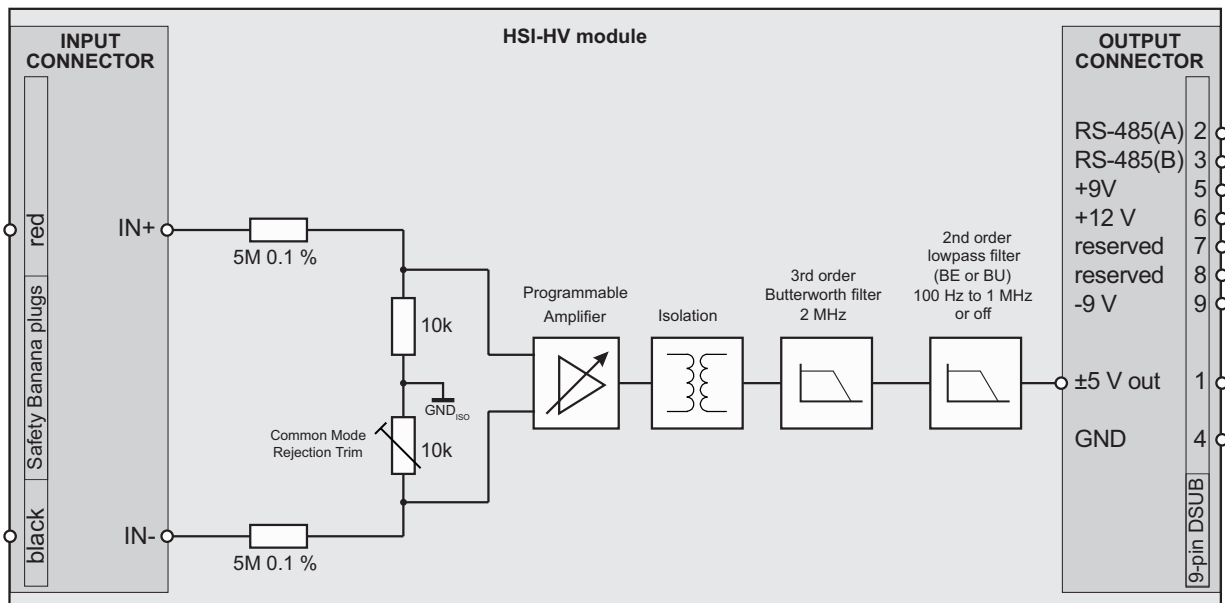 HSI-HV module
INPUT
CONNECTOR
red
Safety Banana plugs
black
IN+
IN-
5M 0.1 %
10k
GND ISO
Common Mode
Rejection Trim
10k
5M 0.1 %
Programmable
Amplifier
Isolation
3rd order
Butterworth filter
2 MHz
2nd order
lowpass filter
(BE or BU)
100 Hz to 1 MHz
or off
OUTPUT
CONNECTOR
RS-485(A) 2
RS-485(B) 3
+9V 5
+12 V 6
reserved 7
reserved 8
-9 V 9
±5 V out 1
GND 4
9-pin DSUB